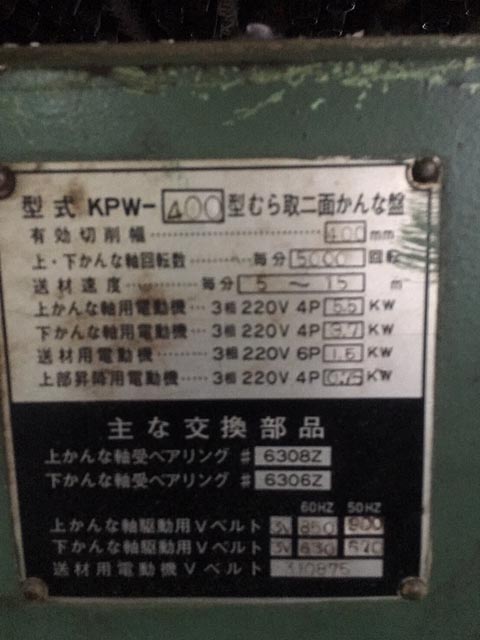 型式 KPW-400型むら取二面かんな盤
有効切削幅 400mm
上・下かんな軸回転数 毎分 5000 回転
送材速度 毎分 5 〜 15 m
上かんな軸用電動機 3相 220V 4P 5.5 KW
下かんな軸用電動機 3相 220V 4P 3.7 KW
送材用電動機 3相 220V 6P 1.5 KW
上部昇降用電動機 3相 220V 4P 0.75 KW
主な交換部品
上かんな軸受ベアリング # 6308Z
下かんな軸受ベアリング # 6306Z
60HZ 50HZ
上かんな軸駆動用Vベルト 850 900
下かんな軸駆動用Vベルト 3V 630
送材用電動機Vベルト